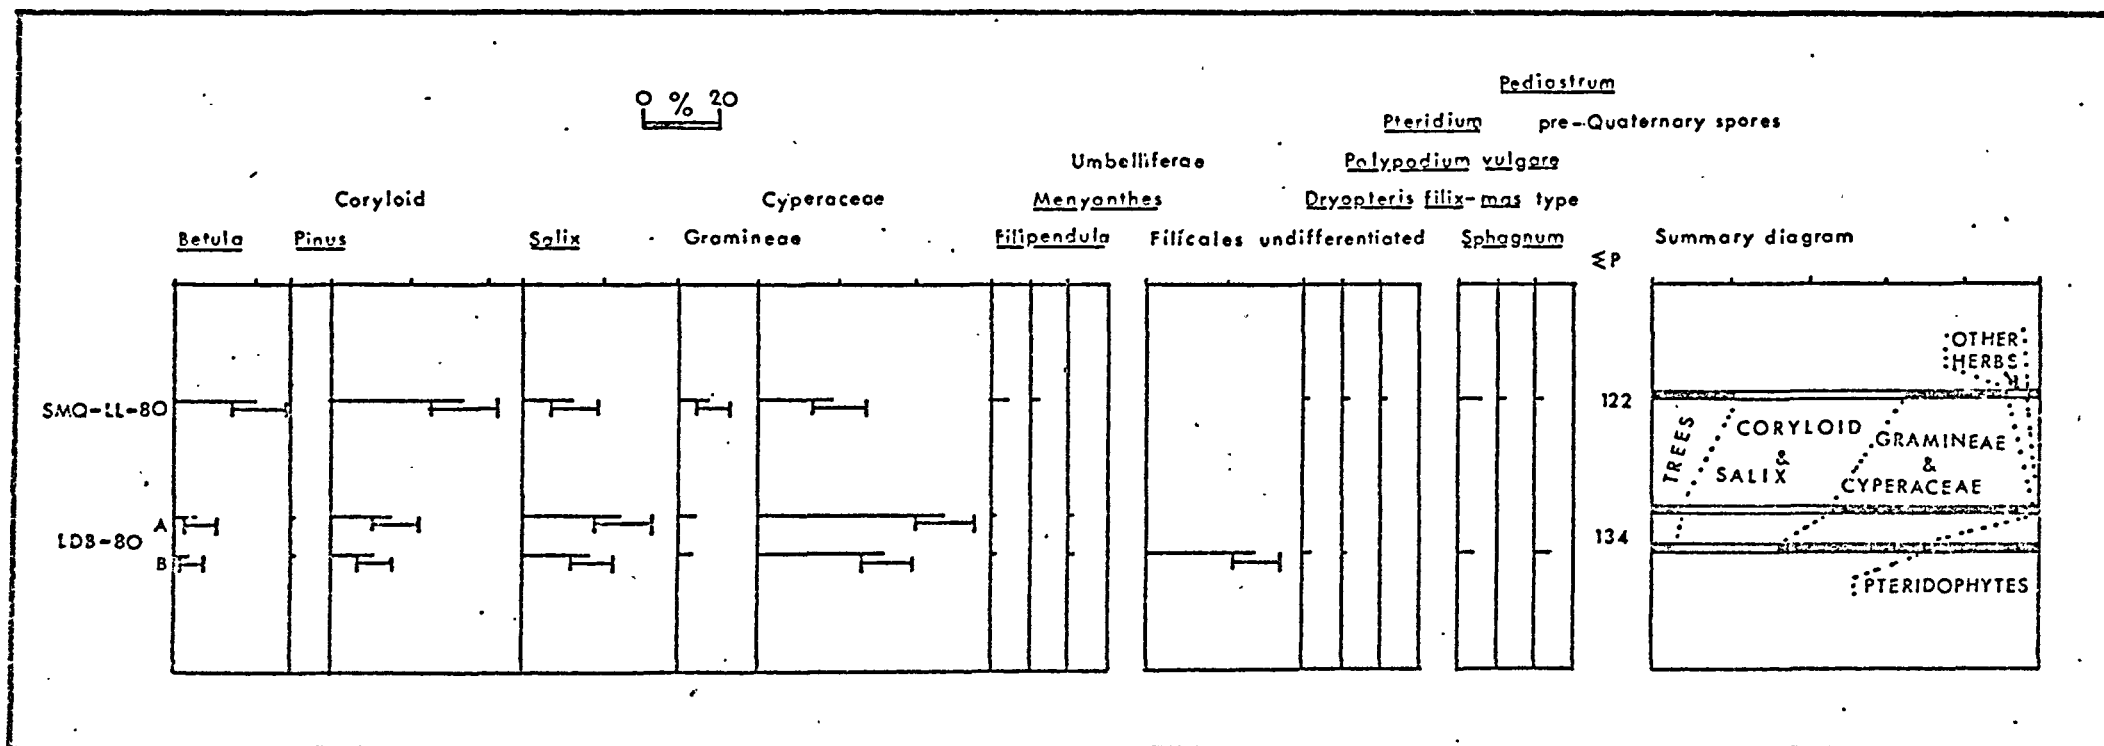 0 % 20
Pediastrum
Pteridium pre-Quaternary spores
Umbelliferae Polypodium vulgare
Coryloid Cyperaceae Menyanthes Dryopteris filix-mas type
Betula Pinus Salix Gramineae Filipendula Filicales undifferentiated Sphagnum Summary diagram
ΣP
OTHER
HERBS
SMQ-LL-80 122
TREES
CORYLOID
&
SALIX
GRAMINEAE
&
CYPERACEAE
A
LDB-80 134
B
PTERIDOPHYTES